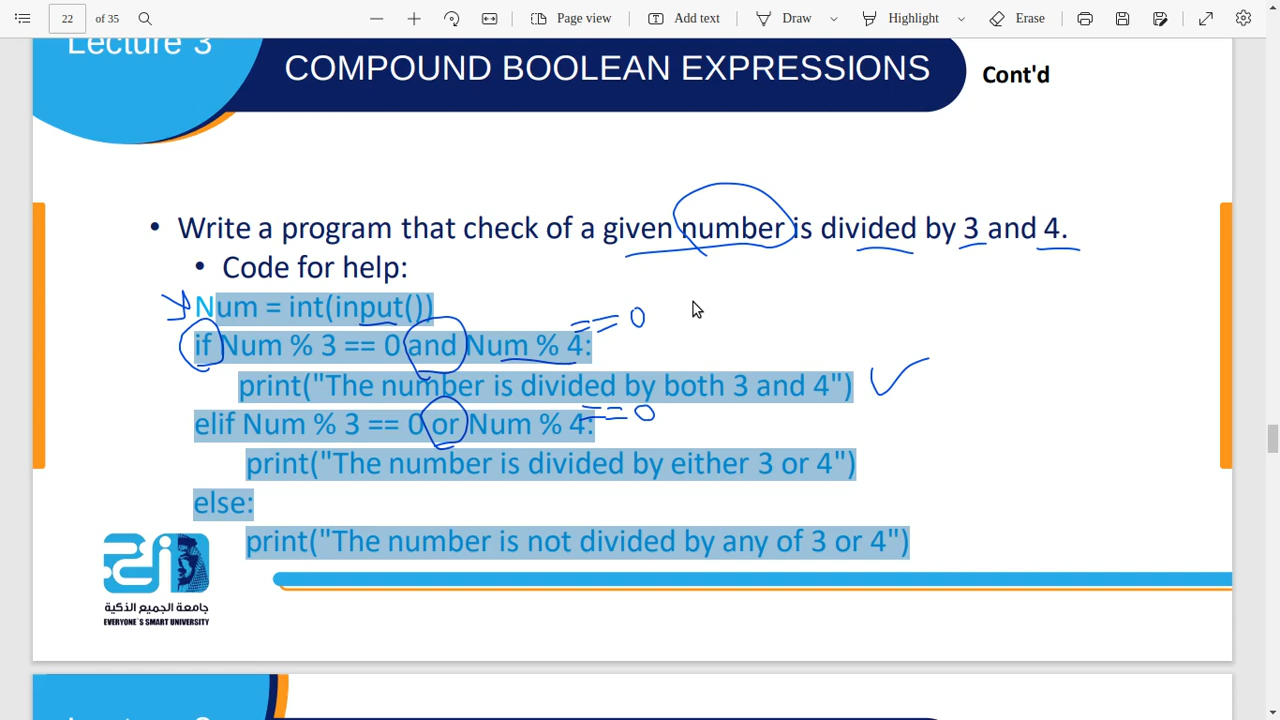 22 of 35 Page view Add text Draw Highlight Erase
Lecture 3
COMPOUND BOOLEAN EXPRESSIONS Cont'd
• Write a program that check of a given number is divided by 3 and 4.
• Code for help:
Num = int(input())
if Num % 3 == 0 and Num % 4: == 0
print("The number is divided by both 3 and 4")
elif Num % 3 == 0 or Num % 4: == 0
print("The number is divided by either 3 or 4")
else:
print("The number is not divided by any of 3 or 4")
جامعة الجميع الذكية
EVERYONE`S SMART UNIVERSITY
Lecture 3